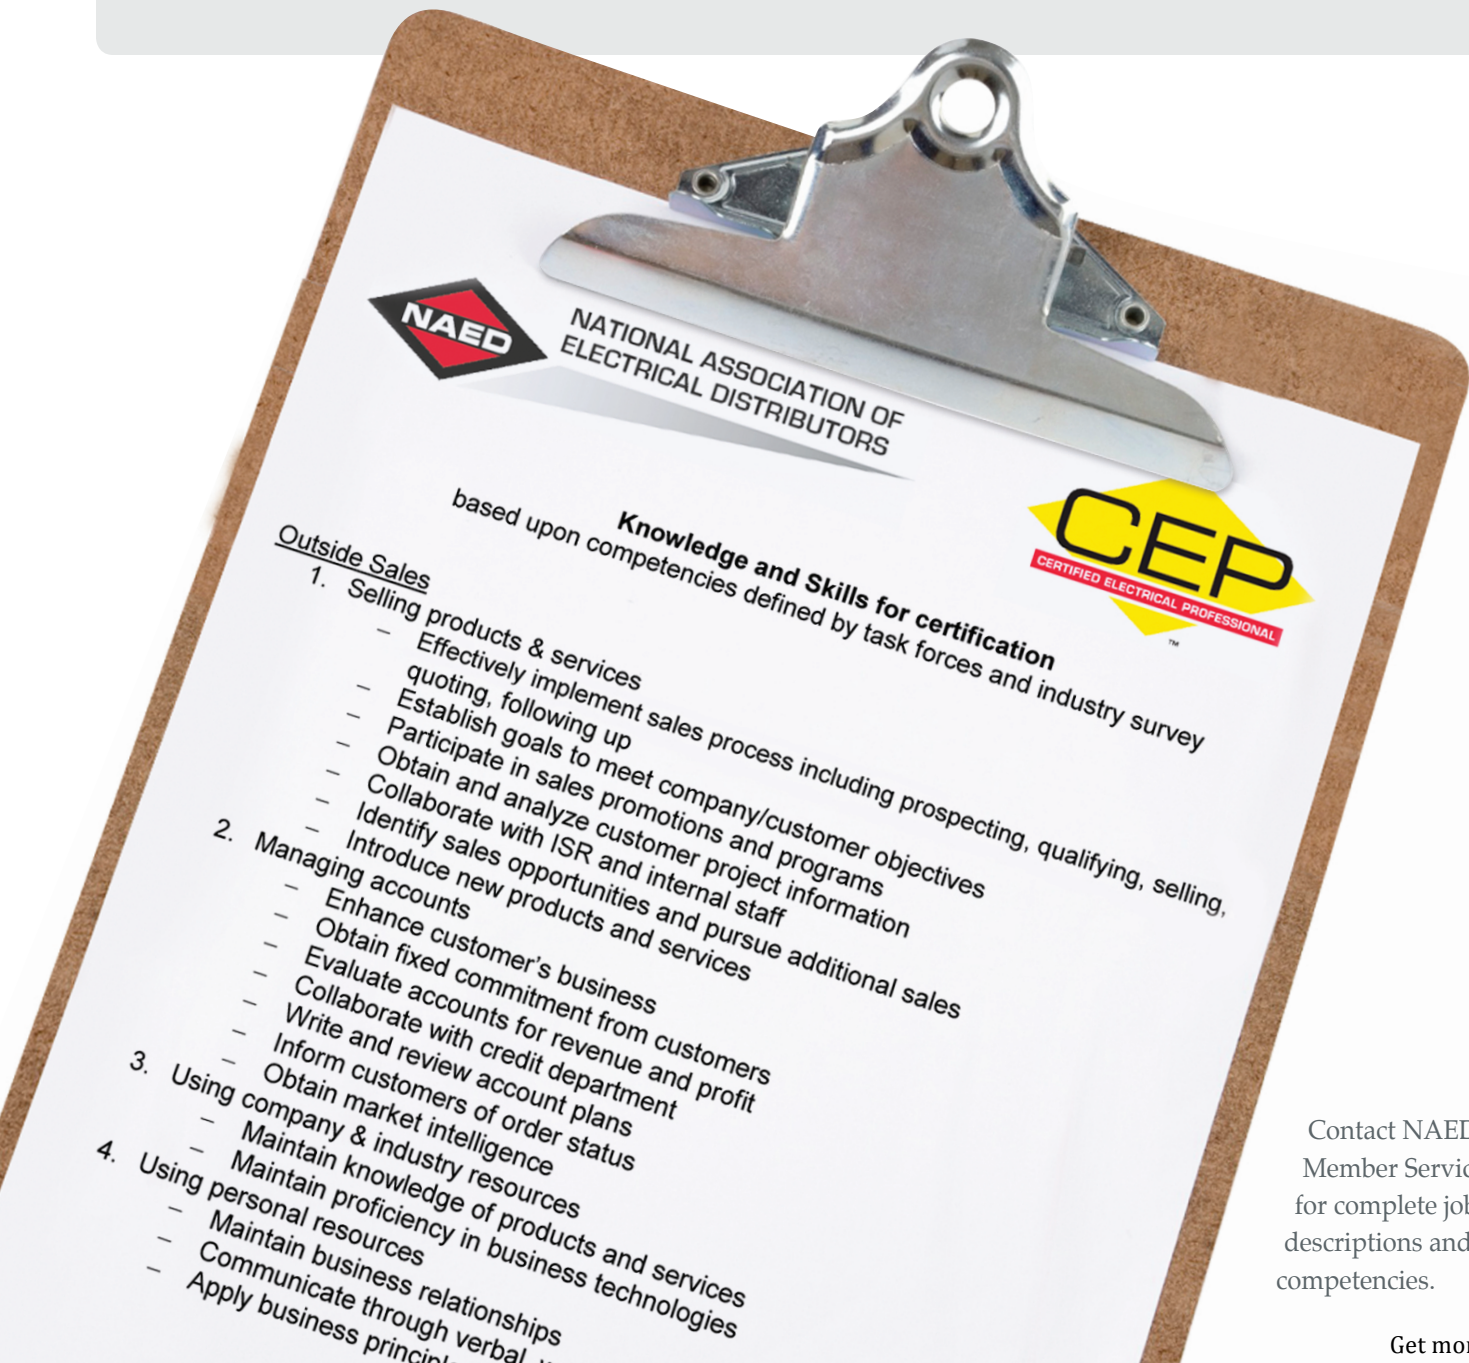 NAED
NATIONAL ASSOCIATION OF
ELECTRICAL DISTRIBUTORS
CEP
CERTIFIED ELECTRICAL PROFESSIONAL
™
Knowledge and Skills for certification
based upon competencies defined by task forces and industry survey
Outside Sales
1. Selling products & services
– Effectively implement sales process including prospecting, qualifying, selling,
quoting, following up
– Establish goals to meet company/customer objectives
– Participate in sales promotions and programs
– Obtain and analyze customer project information
– Collaborate with ISR and internal staff
– Identify sales opportunities and pursue additional sales
– Introduce new products and services
2. Managing accounts
– Enhance customer's business
– Obtain fixed commitment from customers
– Evaluate accounts for revenue and profit
– Collaborate with credit department
– Write and review account plans
– Inform customers of order status
– Obtain market intelligence
3. Using company & industry resources
– Maintain knowledge of products and services
– Maintain proficiency in business technologies
4. Using personal resources
– Maintain business relationships
– Communicate through verbal,
– Apply business
Contact NAED
Member
for complete job
descriptions and
competencies.
Get